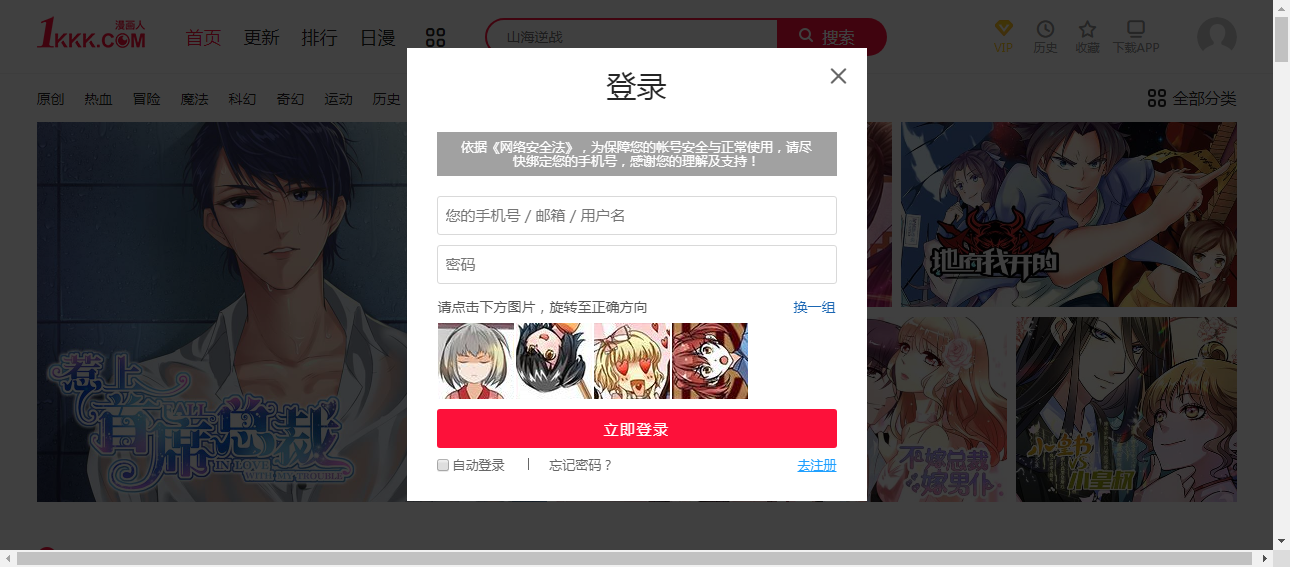 漫画人
1KKK.COM
首页 更新 排行 日漫
山海逆战
搜索
VIP 历史 收藏 下载APP
原创 热血 冒险 魔法 科幻 奇幻 运动 历史
全部分类
登录
依据《网络安全法》，为保障您的帐号安全与正常使用，请尽
快绑定您的手机号，感谢您的理解及支持！
您的手机号 / 邮箱 / 用户名
密码
请点击下方图片，旋转至正确方向
换一组
立即登录
自动登录 | 忘记密码？
去注册
惹上
首席总裁
FALL
IN LOVE
WITH MY TROUBLE
地府我开的
不嫁总裁
嫁男仆
小皇书
VS
小皇叔